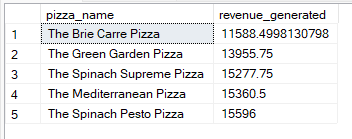 pizza_name revenue_generated
1 The Brie Carre Pizza 11588.4998130798
2 The Green Garden Pizza 13955.75
3 The Spinach Supreme Pizza 15277.75
4 The Mediterranean Pizza 15360.5
5 The Spinach Pesto Pizza 15596